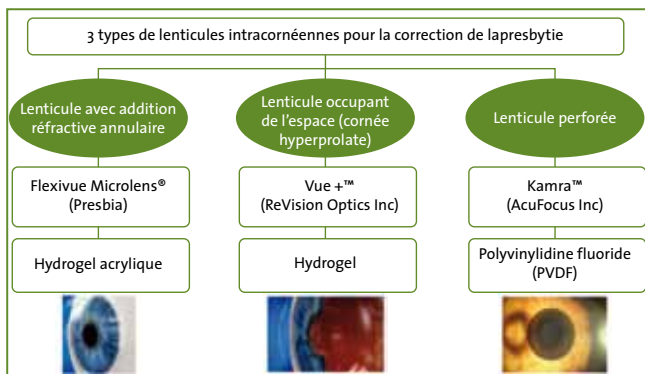 3 types de lenticules intracornéennes pour la correction de lapresbytie
Lenticule avec addition
réfractive annulaire
Lenticule occupant
de l'espace (cornée
hyperprolate)
Lenticule perforée
Flexivue Microlens®
(Presbia)
Vue +™
(ReVision Optics Inc)
Kamra™
(AcuFocus Inc)
Hydrogel acrylique
Hydrogel
Polyvinylidine fluoride
(PVDF)